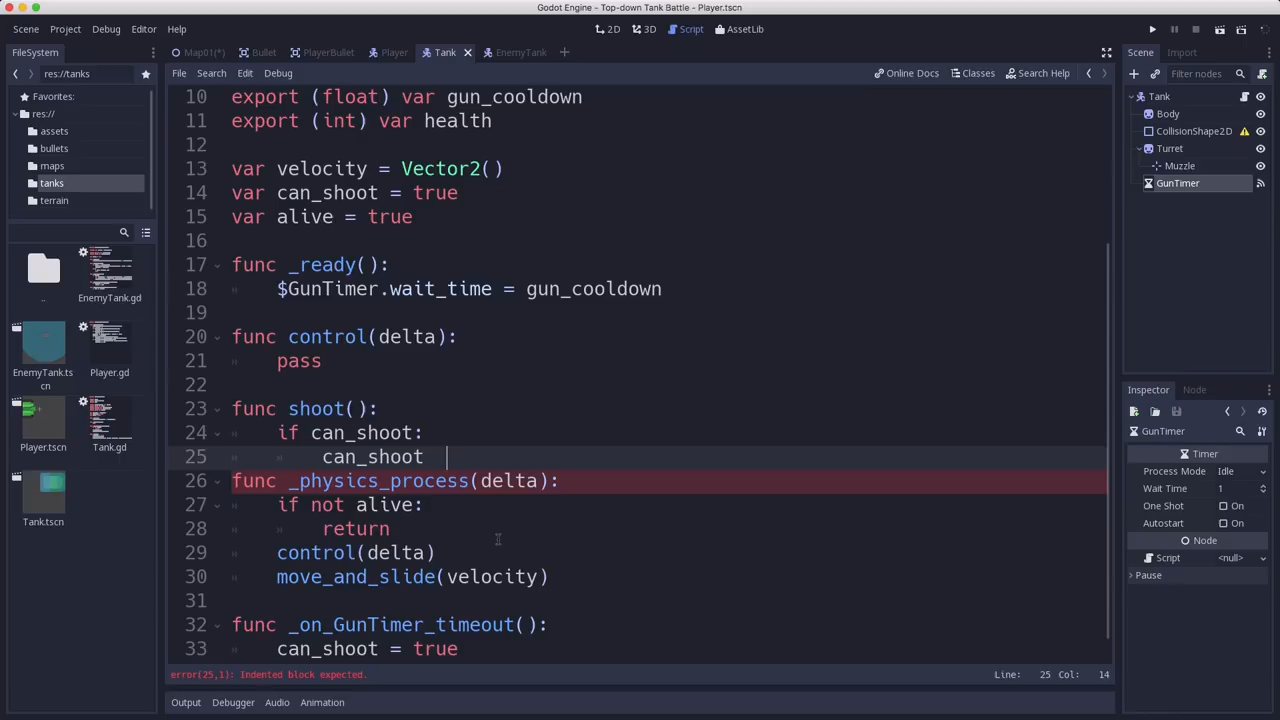 Godot Engine - Top-down Tank Battle - Player.tscn
Scene Project Debug Editor Help
2D 3D Script AssetLib
FileSystem
Map01(*) Bullet PlayerBullet Player Tank EnemyTank
Scene Import
res://tanks
File Search Edit Debug
Online Docs Classes Search Help
Filter nodes
Favorites:
res://
assets
bullets
maps
tanks
terrain
..
EnemyTank.gd
EnemyTank.ts
cn
Player.gd
Player.tscn
Tank.gd
Tank.tscn
10 export (float) var gun_cooldown
11 export (int) var health
12
13 var velocity = Vector2()
14 var can_shoot = true
15 var alive = true
16
17 func _ready():
18 $GunTimer.wait_time = gun_cooldown
19
20 func control(delta):
21 pass
22
23 func shoot():
24 if can_shoot:
25 can_shoot
26 func _physics_process(delta):
27 if not alive:
28 return
29 control(delta)
30 move_and_slide(velocity)
31
32 func _on_GunTimer_timeout():
33 can_shoot = true
error(25,1): Indented block expected.
Line: 25 Col: 14
Output Debugger Audio Animation
Tank
Body
CollisionShape2D
Turret
Muzzle
GunTimer
Inspector Node
GunTimer
Timer
Process Mode Idle
Wait Time 1
One Shot On
Autostart On
Node
Script <null>
Pause